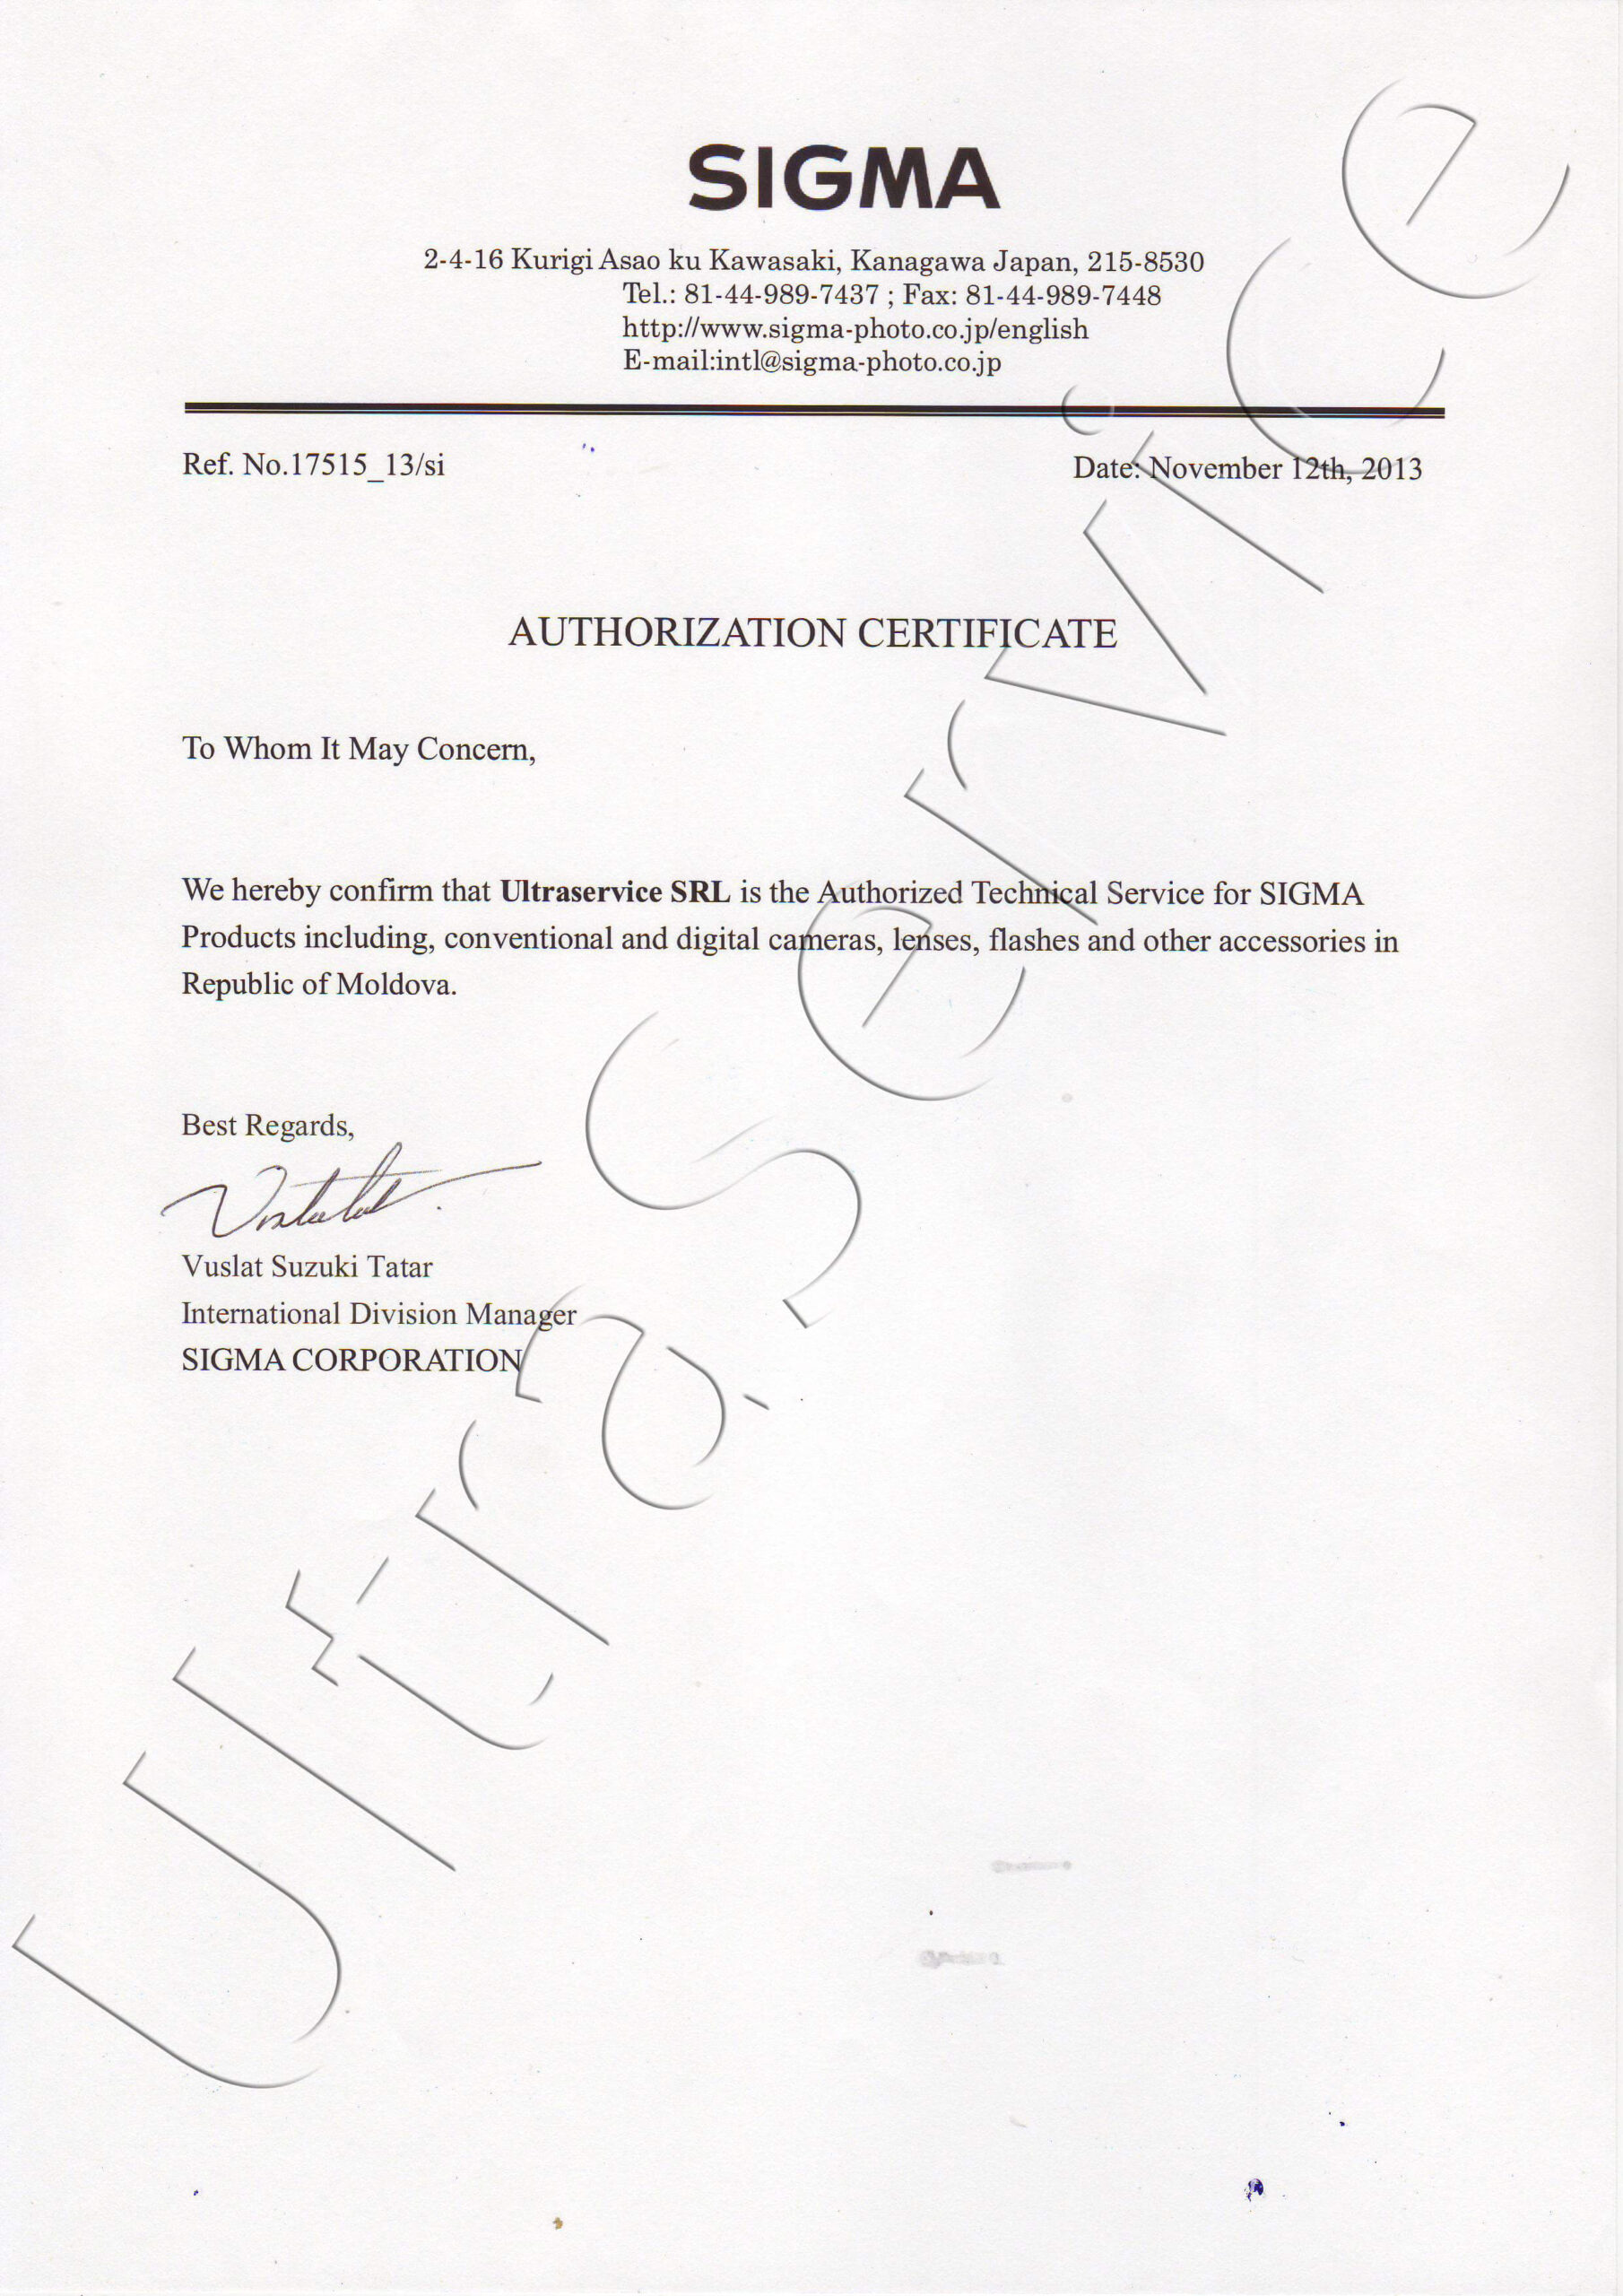 SIGMA
2-4-16 Kurigi Asao ku Kawasaki, Kanagawa Japan, 215-8530
Tel.: 81-44-989-7437 ; Fax: 81-44-989-7448
http://www.sigma-photo.co.jp/english
E-mail:intl@sigma-photo.co.jp
Ref. No.17515_13/si
Date: November 12th, 2013
AUTHORIZATION CERTIFICATE
To Whom It May Concern,
We hereby confirm that Ultraservice SRL is the Authorized Technical Service for SIGMA
Products including, conventional and digital cameras, lenses, flashes and other accessories in
Republic of Moldova.
Best Regards,
Vuslat Suzuki Tatar
International Division Manager
SIGMA CORPORATION
Ultra.Service